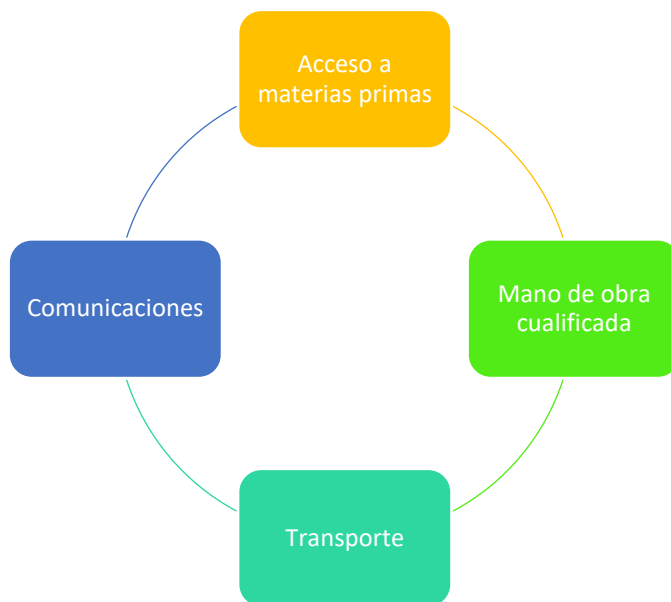 Acceso a
materias primas
Mano de obra
cualificada
Transporte
Comunicaciones